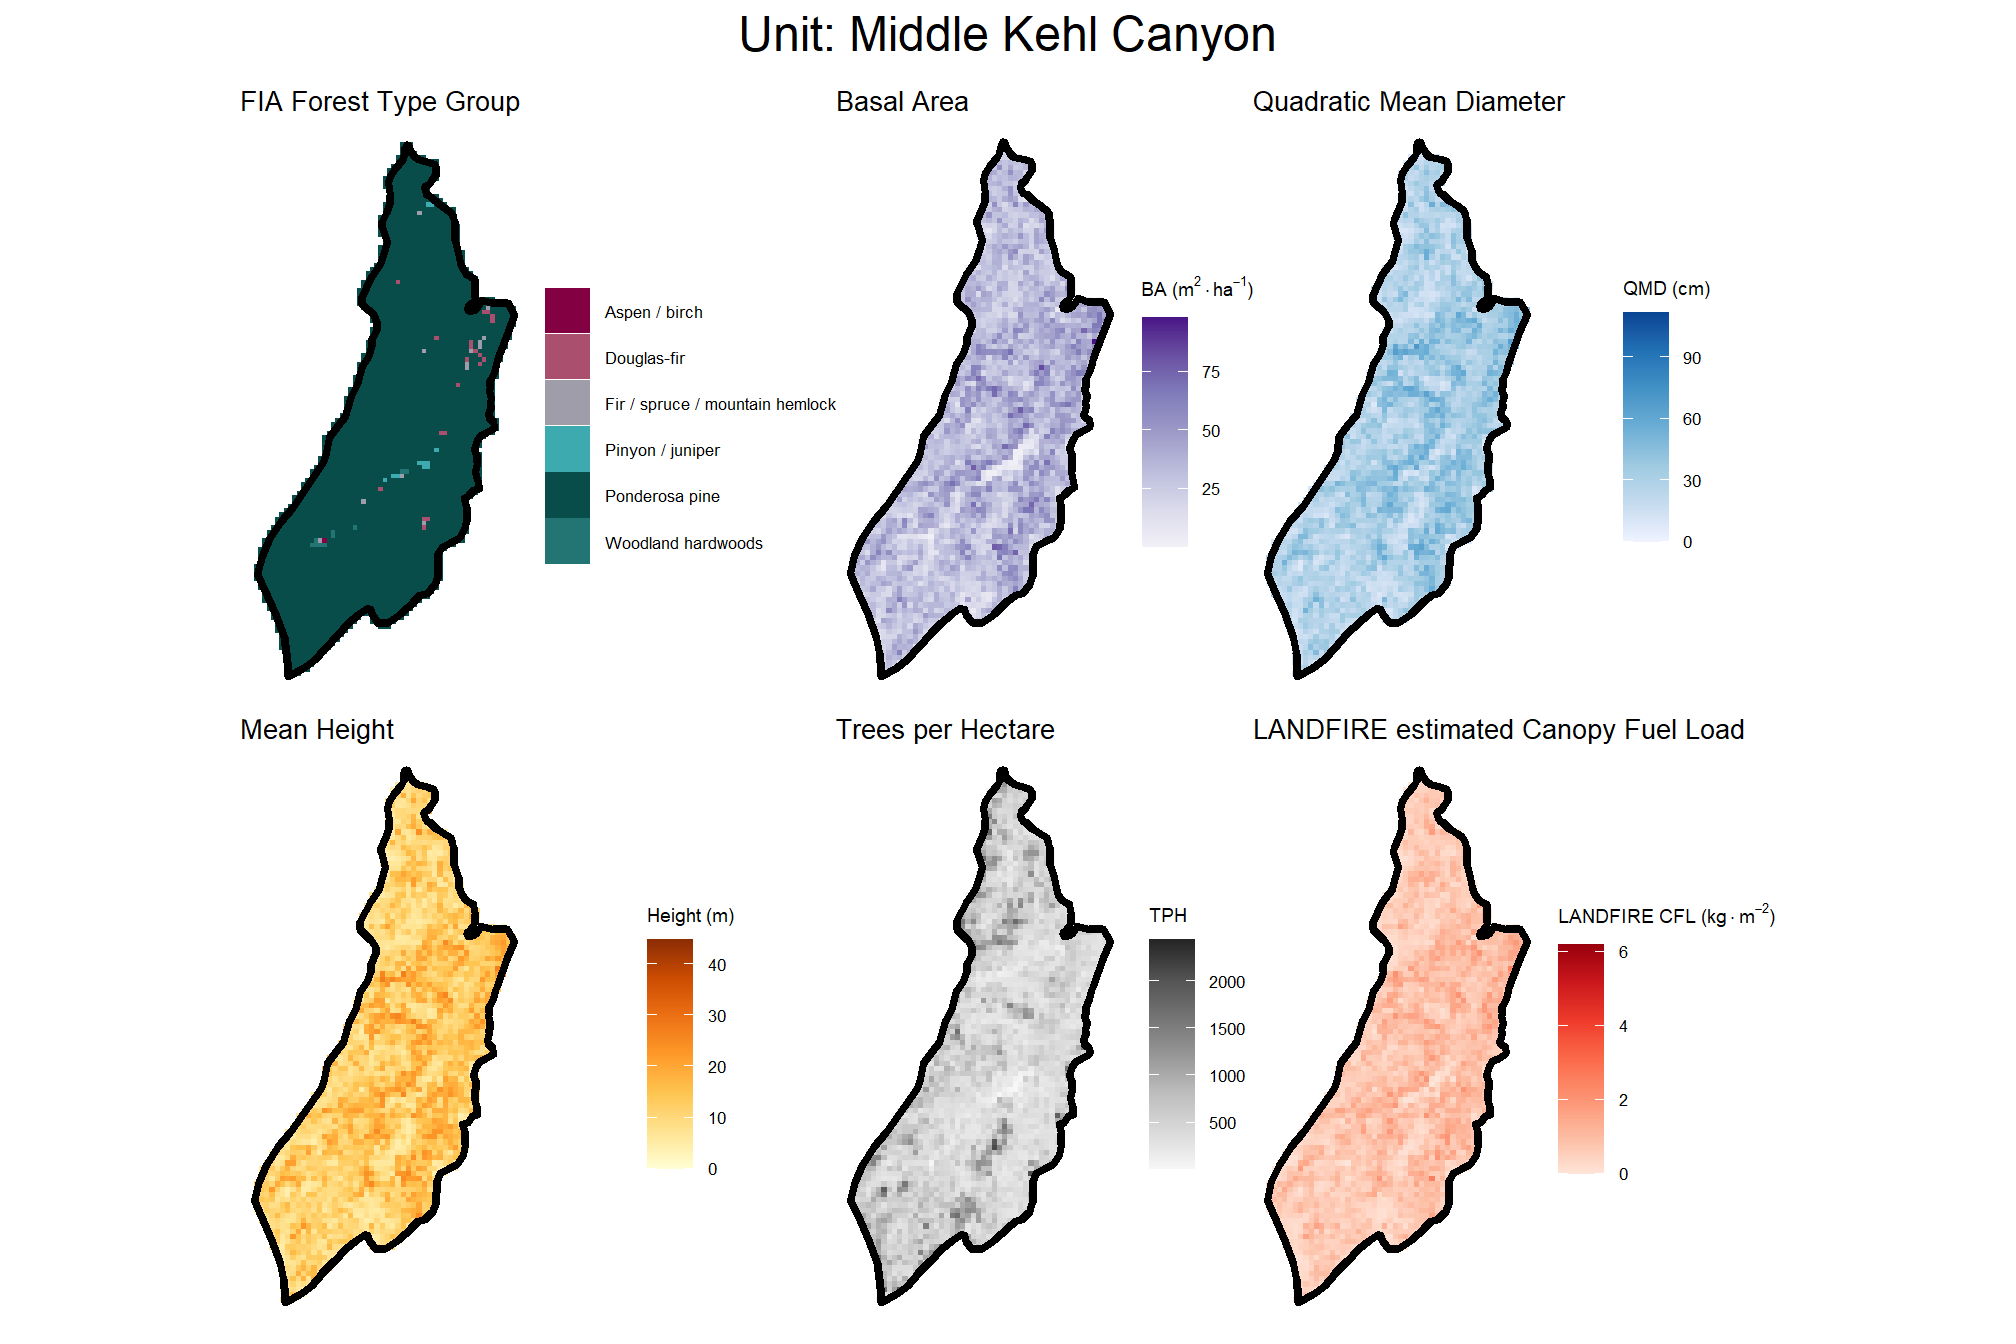 Unit: Middle Kehl Canyon
FIA Forest Type Group
Aspen / birch
Douglas-fir
Fir / spruce / mountain hemlock
Pinyon / juniper
Ponderosa pine
Woodland hardwoods
Basal Area
BA (m² · ha⁻¹)
75
50
25
Quadratic Mean Diameter
QMD (cm)
90
60
30
0
Mean Height
Height (m)
40
30
20
10
0
Trees per Hectare
TPH
2000
1500
1000
500
LANDFIRE estimated Canopy Fuel Load
LANDFIRE CFL (kg · m⁻²)
6
4
2
0